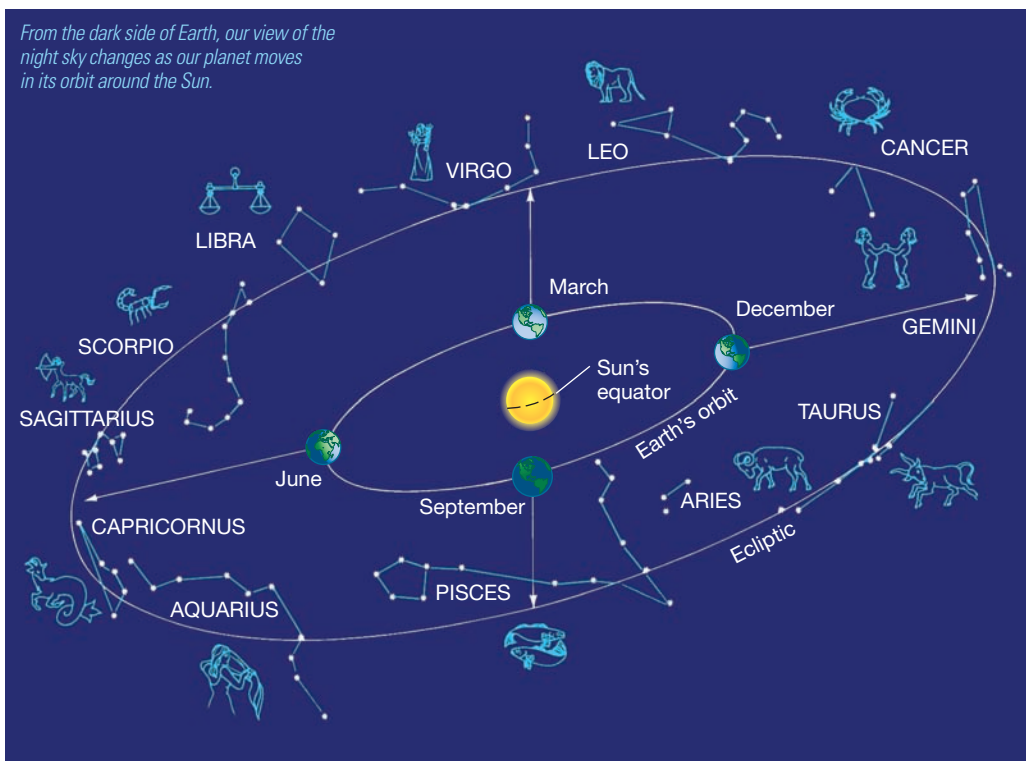 From the dark side of Earth, our view of the
night sky changes as our planet moves
in its orbit around the Sun.
LEO
CANCER
VIRGO
LIBRA
March
December
GEMINI
SCORPIO
Sun's
equator
SAGITTARIUS
TAURUS
Earth's orbit
June
September
ARIES
CAPRICORNUS
Ecliptic
PISCES
AQUARIUS